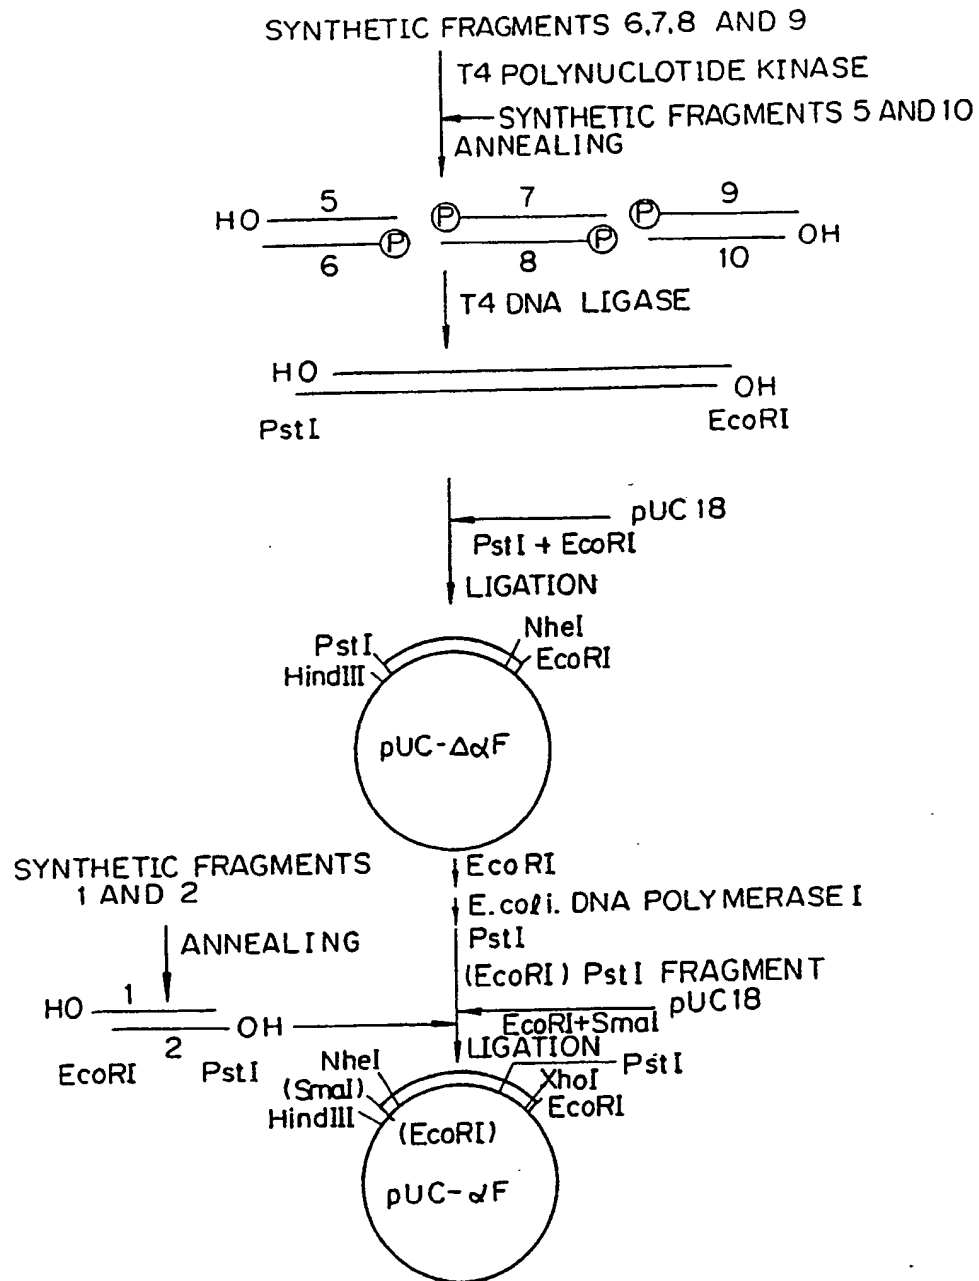 SYNTHETIC FRAGMENTS 6,7,8 AND 9
T4 POLYNUCLOTIDE KINASE
SYNTHETIC FRAGMENTS 5 AND 10
ANNEALING
5 7 9
HO P P
P P OH
6 8 10
T4 DNA LIGASE
HO
OH
PstI EcoRI
pUC 18
PstI + EcoRI
LIGATION
NheI
PstI EcoRI
HindIII
pUC-ΔαF
EcoRI
SYNTHETIC FRAGMENTS
1 AND 2
E.coli. DNA POLYMERASE I
PstI
ANNEALING
(EcoRI) PstI FRAGMENT
pUC18
HO 1
EcoRI+SmaI
2 OH
LIGATION
EcoRI PstI
NheI PstI
(SmaI) XhoI
HindIII EcoRI
(EcoRI)
pUC-αF